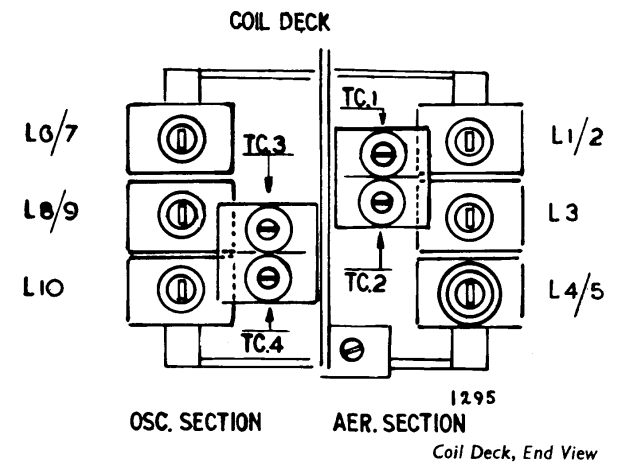 COIL DECK
TC.1
L6/7
TC.3
L1/2
L8/9
L3
L10
TC.2
L4/5
TC.4
1295
OSC. SECTION
AER. SECTION
Coil Deck, End View